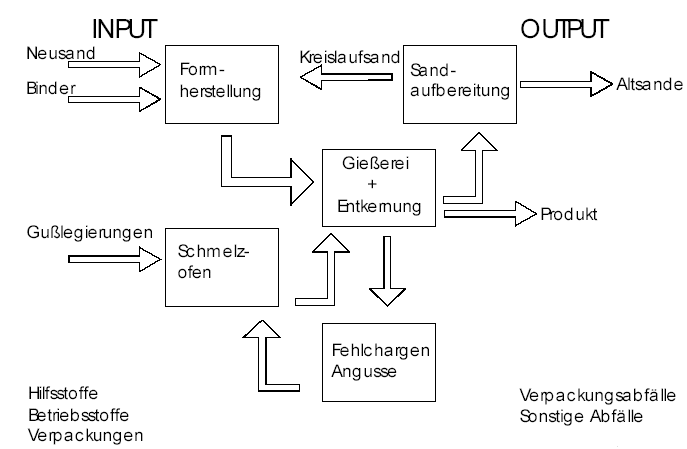 INPUT
OUTPUT
Neusand
Binder
Form-
herstellung
Kreislaufsand
Sand-
aufbereitung
Altsande
Gießerei
+
Entkernung
Produkt
Gußlegierungen
Schmelz-
ofen
Fehlchargen
Angusse
Hilfsstoffe
Betriebsstoffe
Verpackungen
Verpackungsabfälle
Sonstige Abfälle